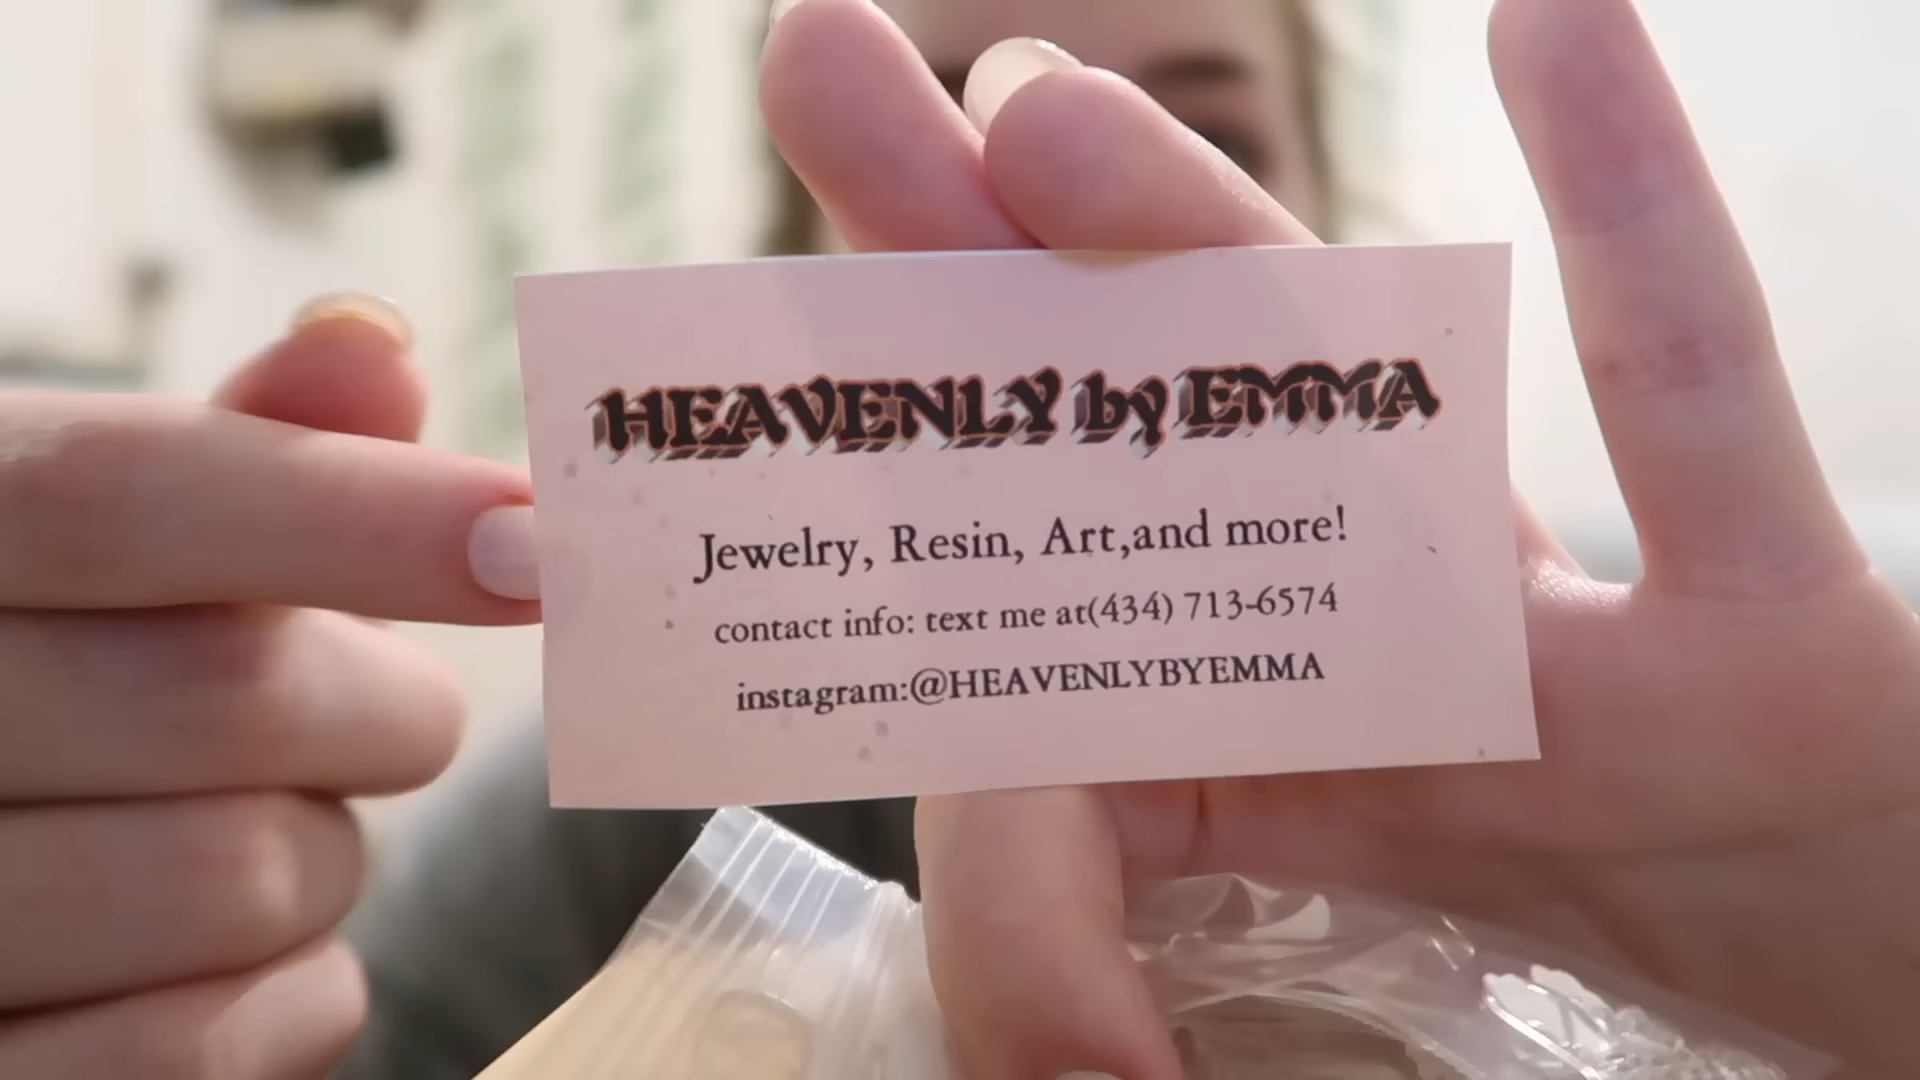 HEAVENLY by EMMA
Jewelry, Resin, Art,and more!
contact info: text me at(434) 713-6574
instagram:@HEAVENLYBYEMMA